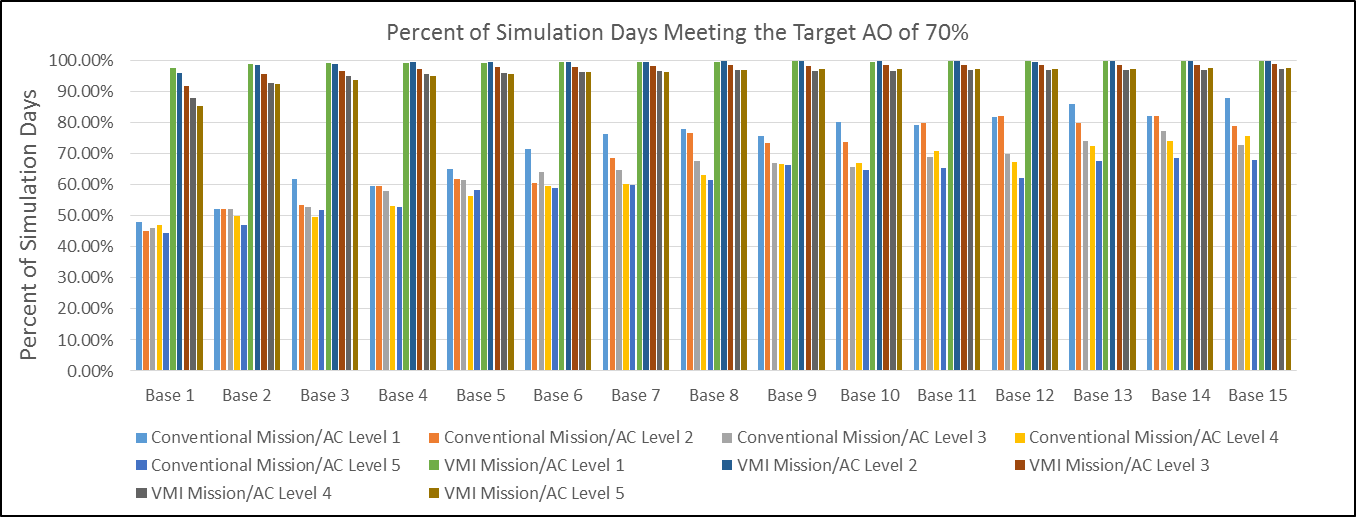 Percent of Simulation Days Meeting the Target AO of 70%
Percent of Simulation Days
100.00%
90.00%
80.00%
70.00%
60.00%
50.00%
40.00%
30.00%
20.00%
10.00%
0.00%
Base 1 Base 2 Base 3 Base 4 Base 5 Base 6 Base 7 Base 8 Base 9 Base 10 Base 11 Base 12 Base 13 Base 14 Base 15
Conventional Mission/AC Level 1 Conventional Mission/AC Level 2 Conventional Mission/AC Level 3 Conventional Mission/AC Level 4
Conventional Mission/AC Level 5 VMI Mission/AC Level 1 VMI Mission/AC Level 2 VMI Mission/AC Level 3
VMI Mission/AC Level 4 VMI Mission/AC Level 5